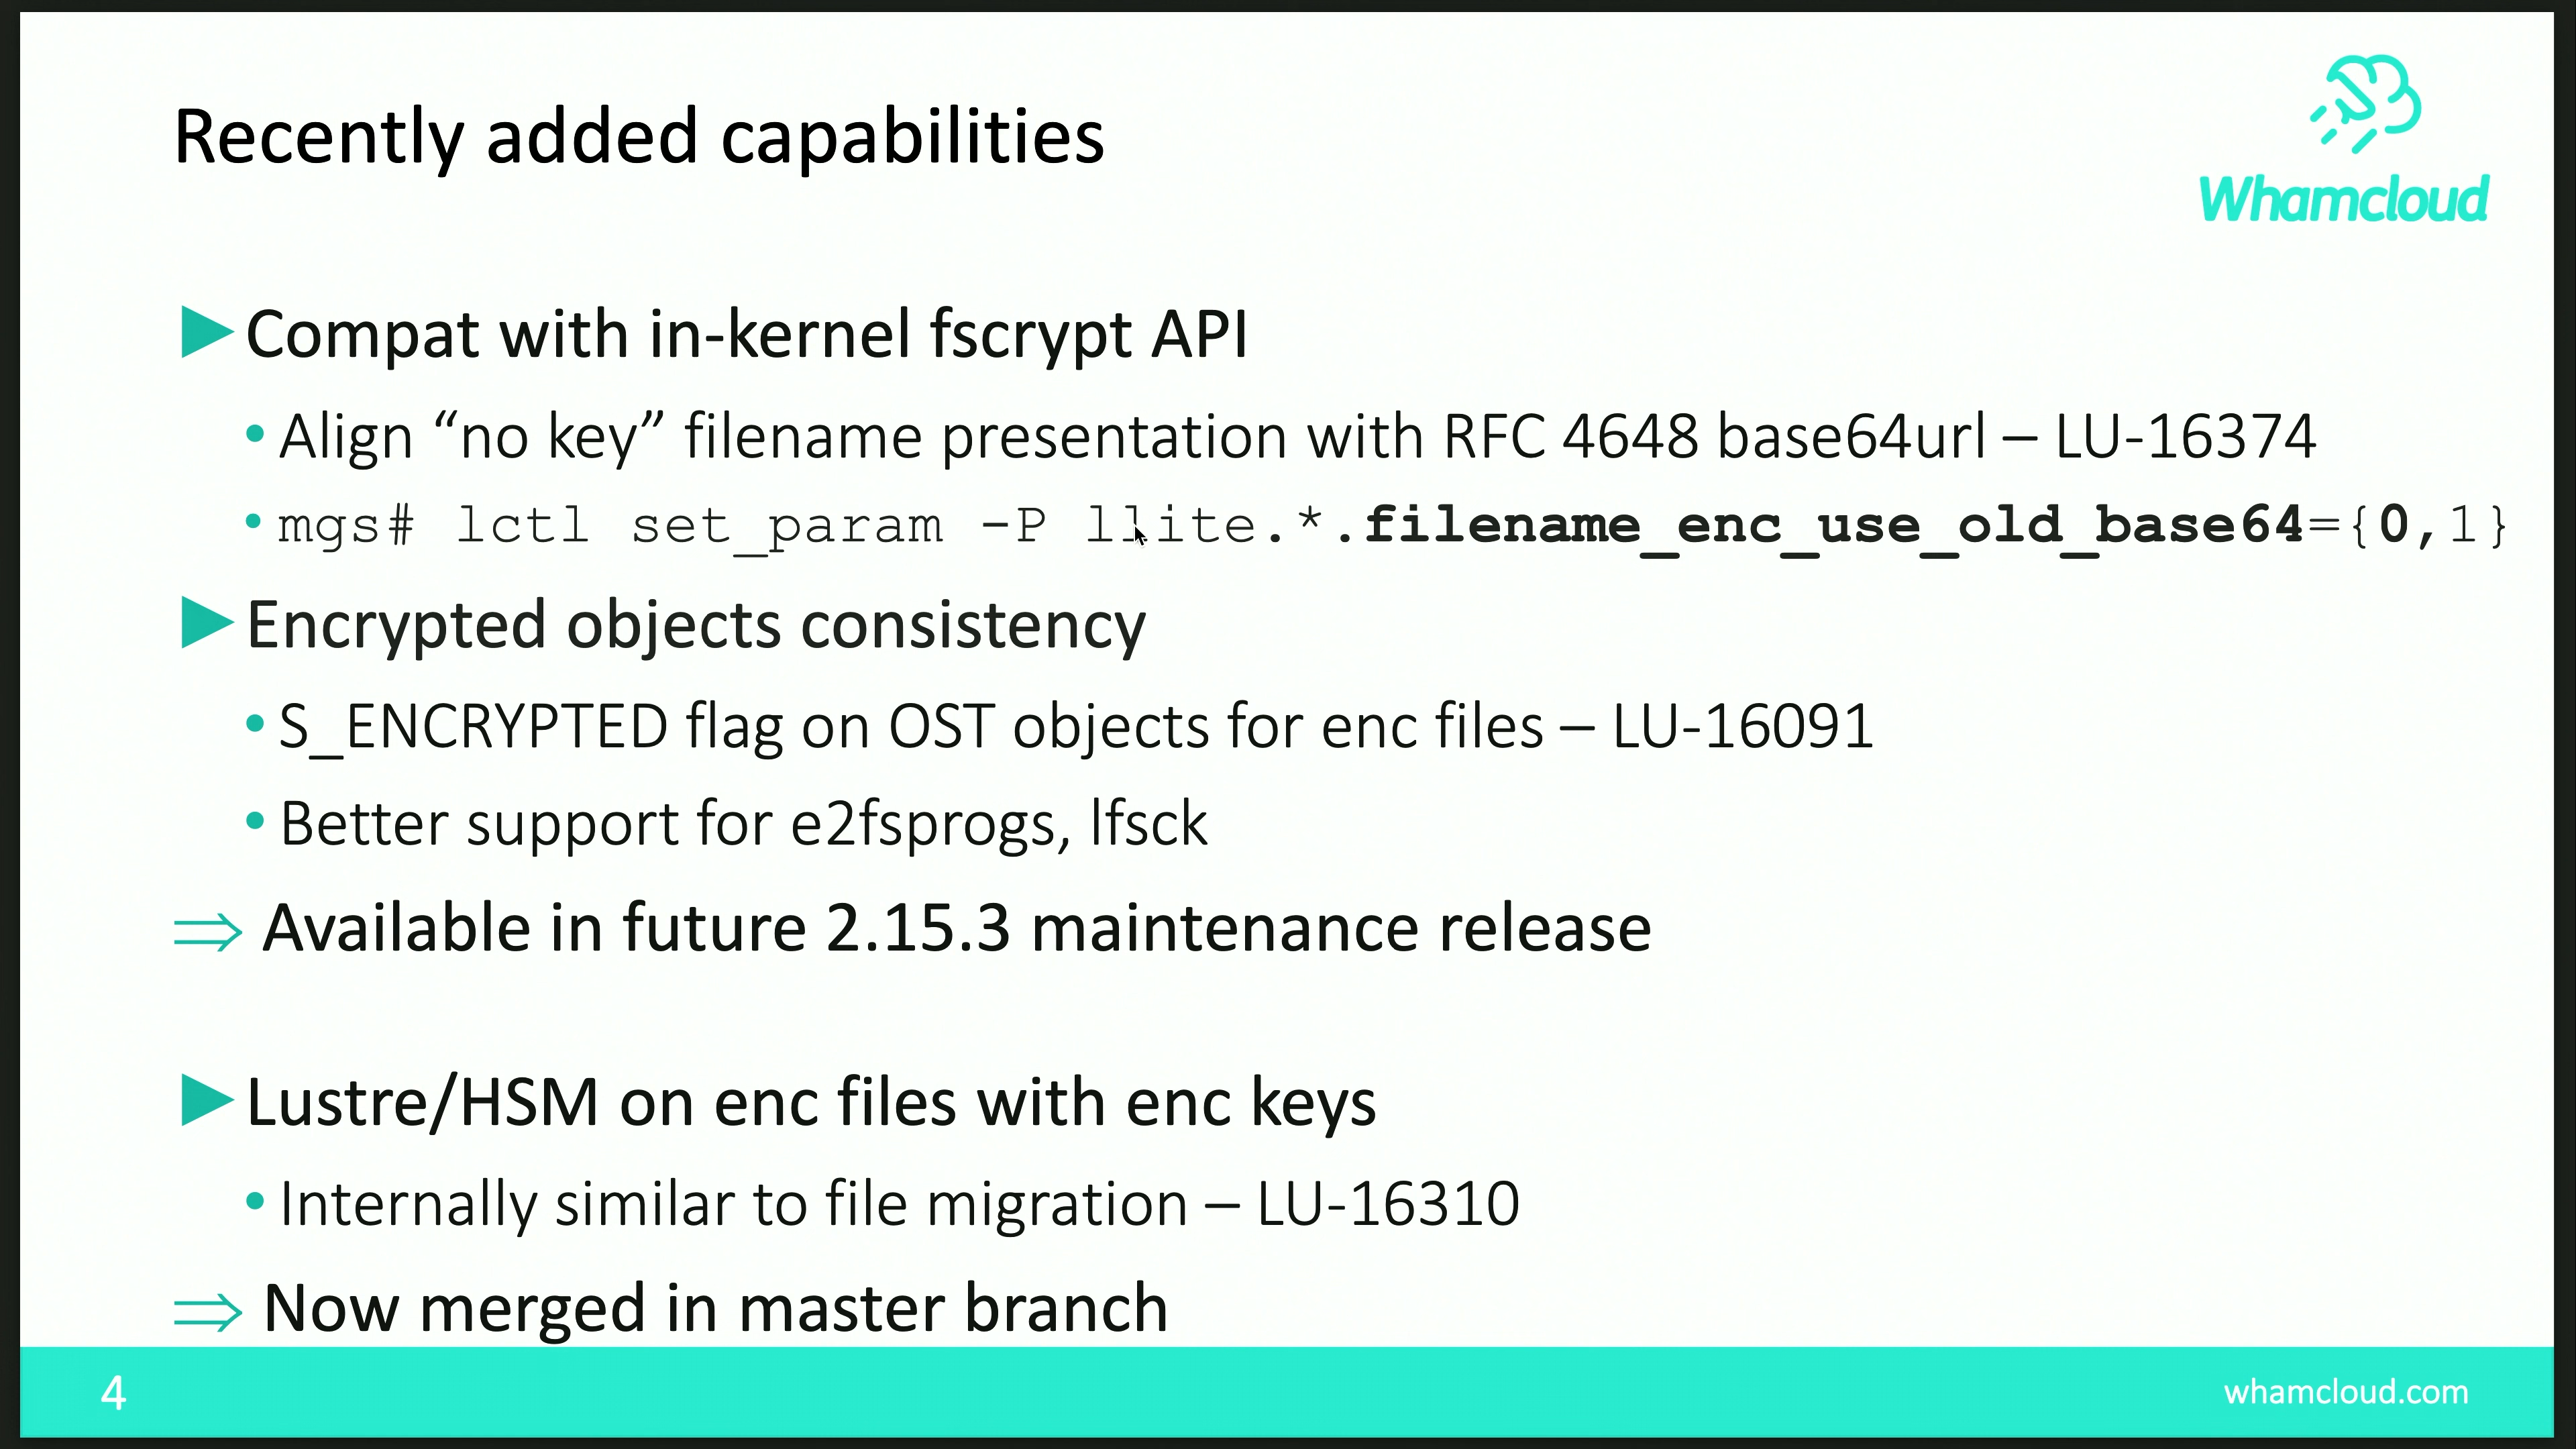 Recently added capabilities
Whamcloud
Compat with in-kernel fscrypt API
• Align “no key” filename presentation with RFC 4648 base64url – LU-16374
• mgs# lctl set_param -P llite.*.filename_enc_use_old_base64={0,1}
Encrypted objects consistency
• S_ENCRYPTED flag on OST objects for enc files – LU-16091
• Better support for e2fsprogs, lfsck
⇒ Available in future 2.15.3 maintenance release
Lustre/HSM on enc files with enc keys
• Internally similar to file migration – LU-16310
⇒ Now merged in master branch
4
whamcloud.com